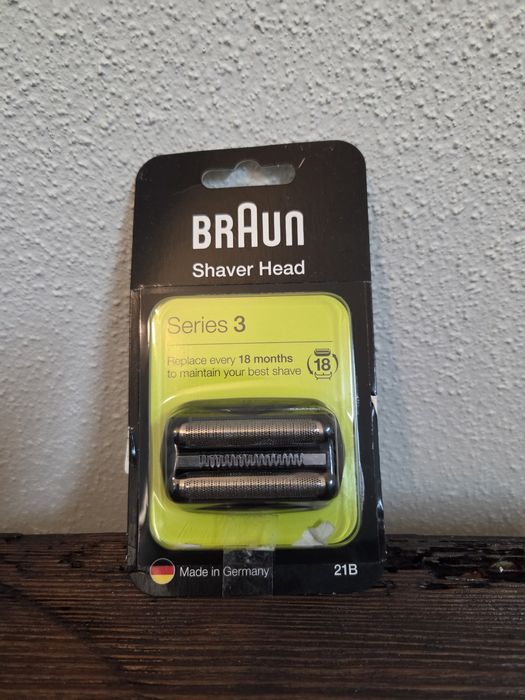 BRAUN
Shaver Head
Series 3
Replace every 18 months
to maintain your best shave
18
Made in Germany
21B